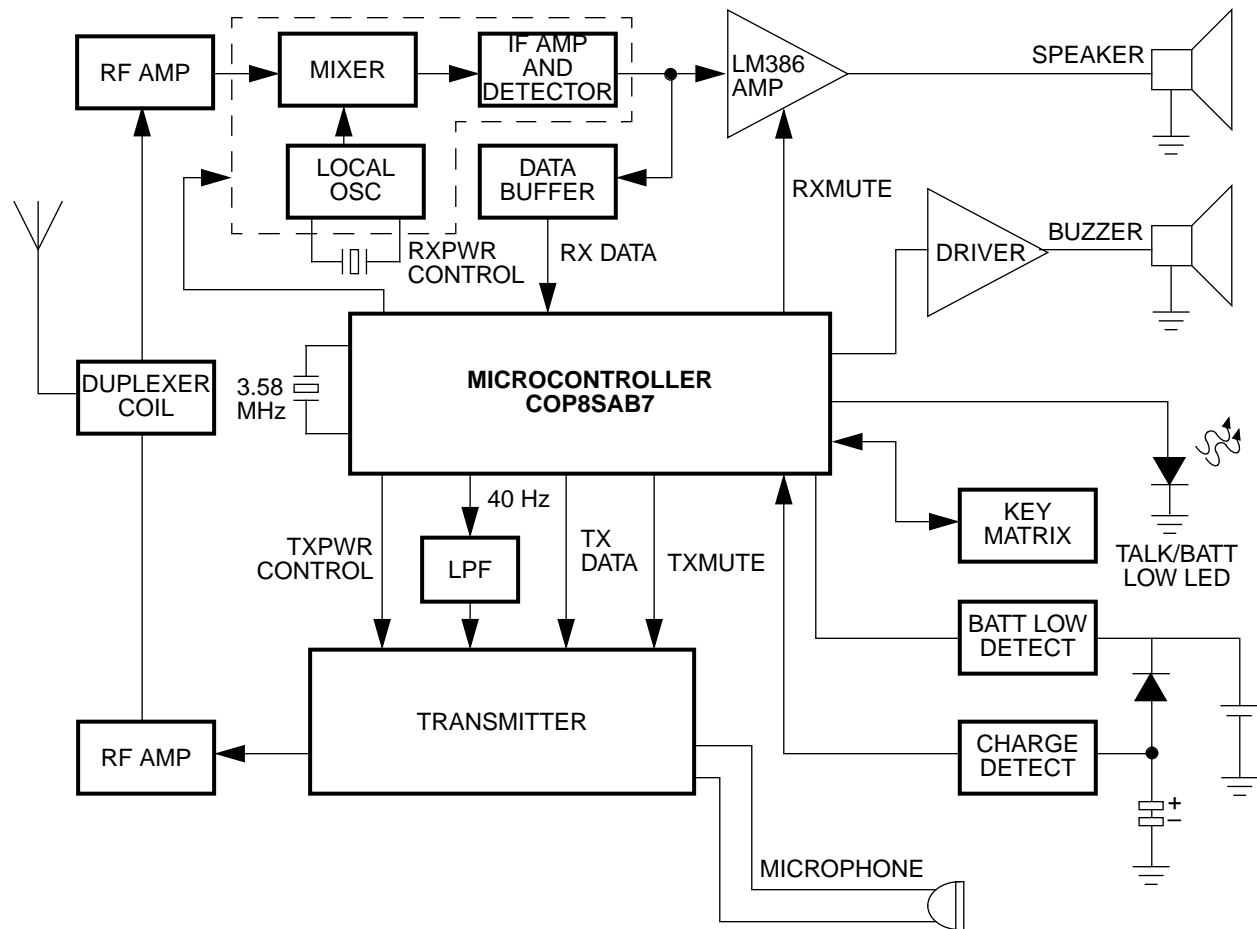 RF AMP
MIXER
IF AMP
AND
DETECTOR
LM386
AMP
SPEAKER
LOCAL
OSC
DATA
BUFFER
RXMUTE
RXPWR
CONTROL
RX DATA
BUZZER
DRIVER
DUPLEXER
COIL
3.58
MHz
MICROCONTROLLER
COP8SAB7
40 Hz
TXPWR
CONTROL
LPF
TX
DATA
TXMUTE
KEY
MATRIX
TALK/BATT
LOW LED
BATT LOW
DETECT
TRANSMITTER
RF AMP
CHARGE
DETECT
+
–
MICROPHONE